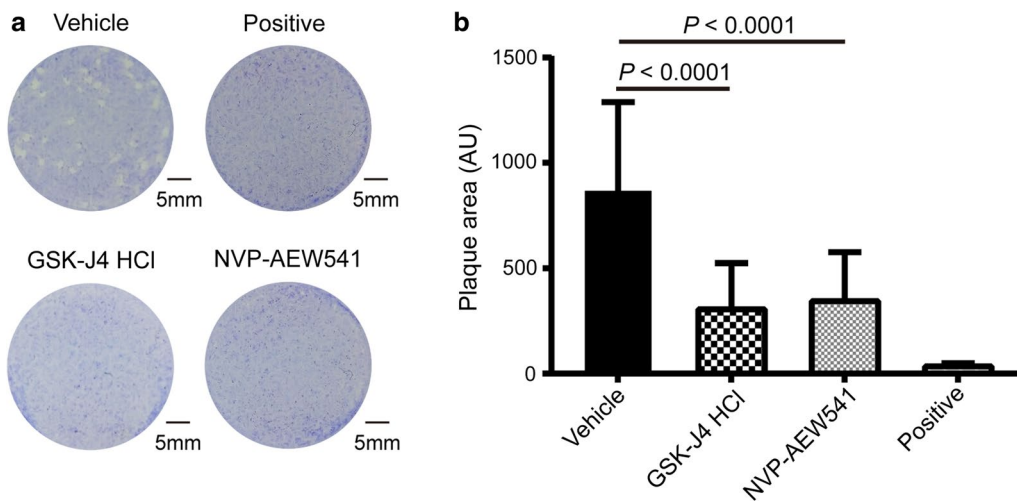 a
Vehicle
Positive
5mm
5mm
GSK-J4 HCl
NVP-AEW541
5mm
5mm
b
P < 0.0001
P < 0.0001
Plaque area (AU)
1500
1000
500
0
Vehicle
GSK-J4 HCl
NVP-AEW541
Positive